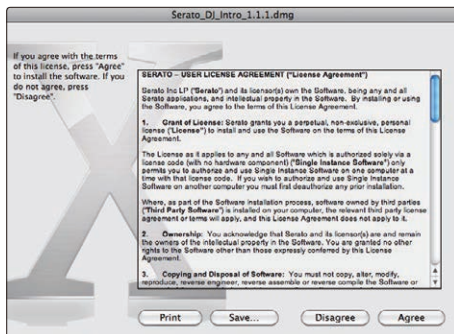 Serato_DJ_Intro_1.1.1.dmg
If you agree with the terms
of this license, press "Agree"
to install the software. If you
do not agree, press
"Disagree".
SERATO – USER LICENSE AGREEMENT ("License Agreement")
Serato Inc LP ("Serato") and its licensor(s) own the Software, being any and all
Serato applications, and intellectual property in the Software. By installing or using
the Software, you agree to the terms of this License Agreement.
1. Grant of License: Serato grants you a perpetual, non-exclusive, personal
license ("License") to install and use the Software on the terms of this License
Agreement.
The License as it applies to any and all Software which is authorized solely via a
license code (with no hardware component) ("Single Instance Software") only
permits you to authorize and use Single Instance Software on one computer at a
time with that license code. If you wish to authorize and use Single Instance
Software on another computer you must first deauthorize any prior installation.
Where, as part of the Software installation process, software owned by third parties
("Third Party Software") is installed on your computer, the relevant third party license
agreement or terms will apply, and this License Agreement does not apply to it.
2. Ownership: You acknowledge that Serato and its licensor(s) are and remain
the owners of the intellectual property in the Software. You are granted no other
rights to the Software other than those expressly conferred by this License
Agreement.
3. Copying and Disposal of Software: You must not copy, alter, modify,
reproduce, reverse engineer, reverse assemble or reverse compile the Software or
Print Save... Disagree Agree